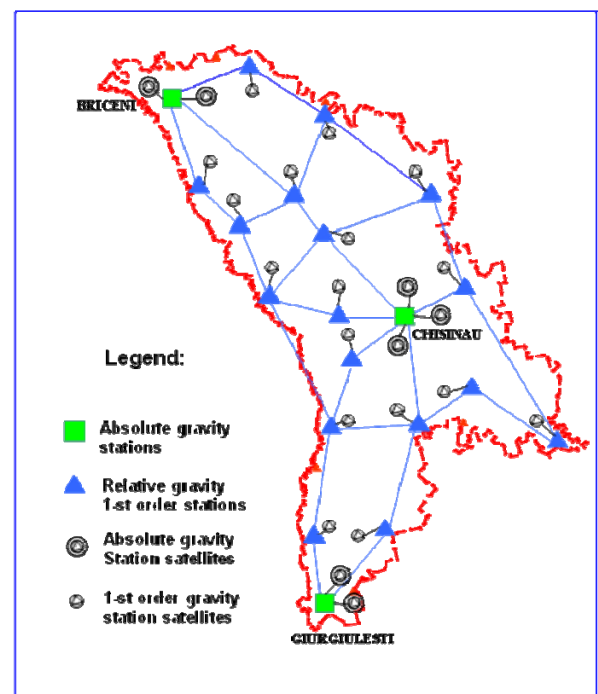 BRICENI
CHISINAU
Legend:
Absolute gravity
stations
Relative gravity
1-st order stations
Absolute gravity
Station satellites
1-st order gravity
station satellites
GIURGIULESTI